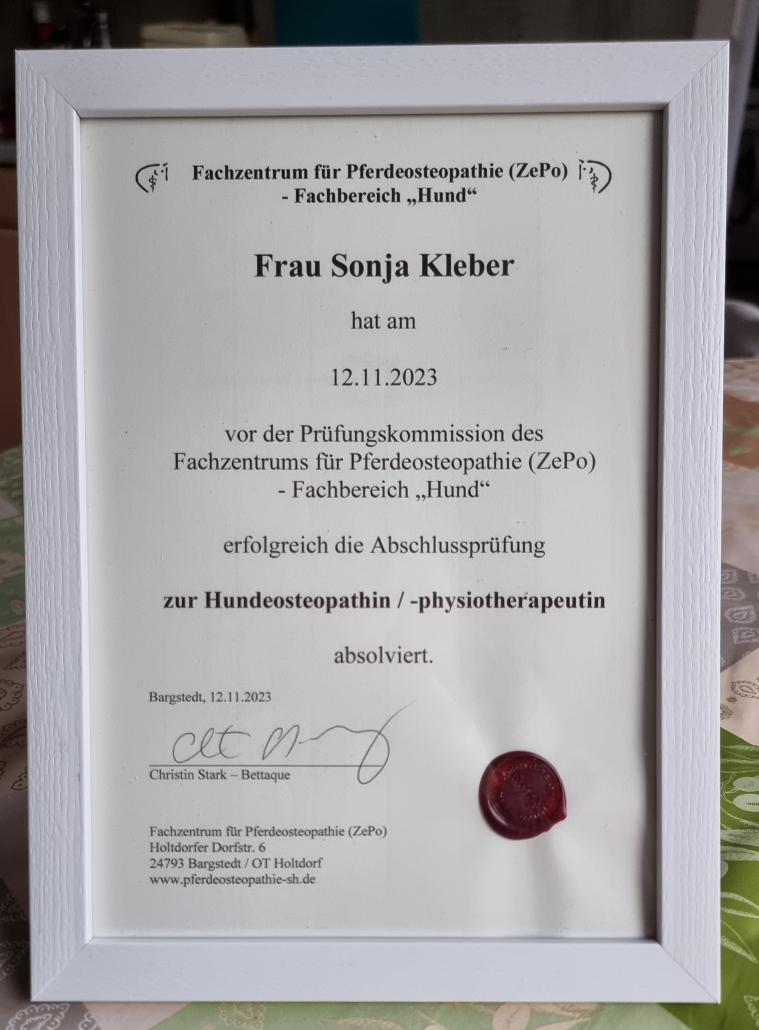 Fachzentrum für Pferdeosteopathie (ZePo)
- Fachbereich „Hund“
Frau Sonja Kleber
hat am
12.11.2023
vor der Prüfungskommission des
Fachzentrums für Pferdeosteopathie (ZePo)
- Fachbereich „Hund“
erfolgreich die Abschlussprüfung
zur Hundeosteopathin / -physiotherapeutin
absolviert.
Bargstedt, 12.11.2023
Christin Stark – Bettaque
Fachzentrum für Pferdeosteopathie (ZePo)
Holtdorfer Dorfstr. 6
24793 Bargstedt / OT Holtdorf
www.pferdeosteopathie-sh.de